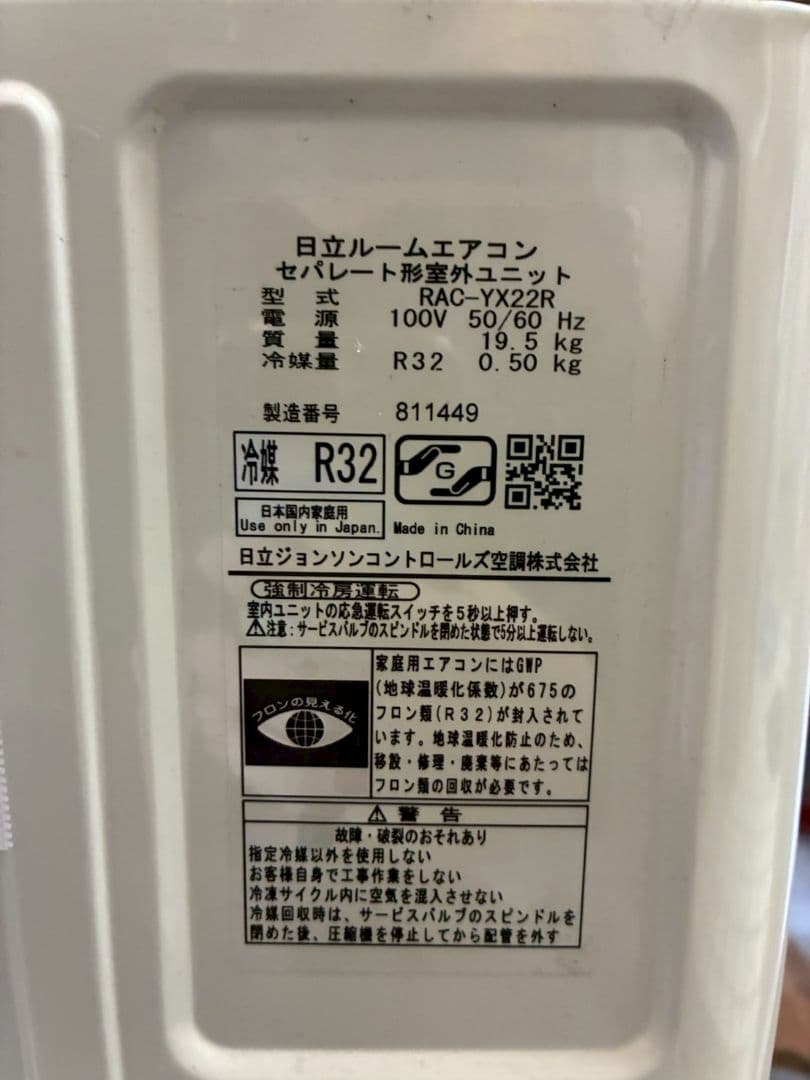 日立ルームエアコン
セパレート形室外ユニット
型 式 RAC-YX22R
電 源 100V 50/60 Hz
質 量 19.5 kg
冷媒量 R32 0.50 kg
製造番号 811449
冷媒 R32
G
日本国内家庭用
Use only in Japan.
Made in China
日立ジョンソンコントロールズ空調株式会社
強制冷房運転
室内ユニットの応急運転スイッチを5秒以上押す。
⚠注意:サービスバルブのスピンドルを閉めた状態で5分以上運転しない。
フロンの見える化
家庭用エアコンにはGWP
(地球温暖化係数)が675の
フロン類(R32)が封入されて
います。地球温暖化防止のため、
移設・修理・廃棄等にあたっては
フロン類の回収が必要です。
⚠ 警 告
故障・破裂のおそれあり
指定冷媒以外を使用しない
お客様自身で工事作業をしない
冷凍サイクル内に空気を混入させない
冷媒回収時は、サービスバルブのスピンドルを
閉めた後、圧縮機を停止してから配管を外す